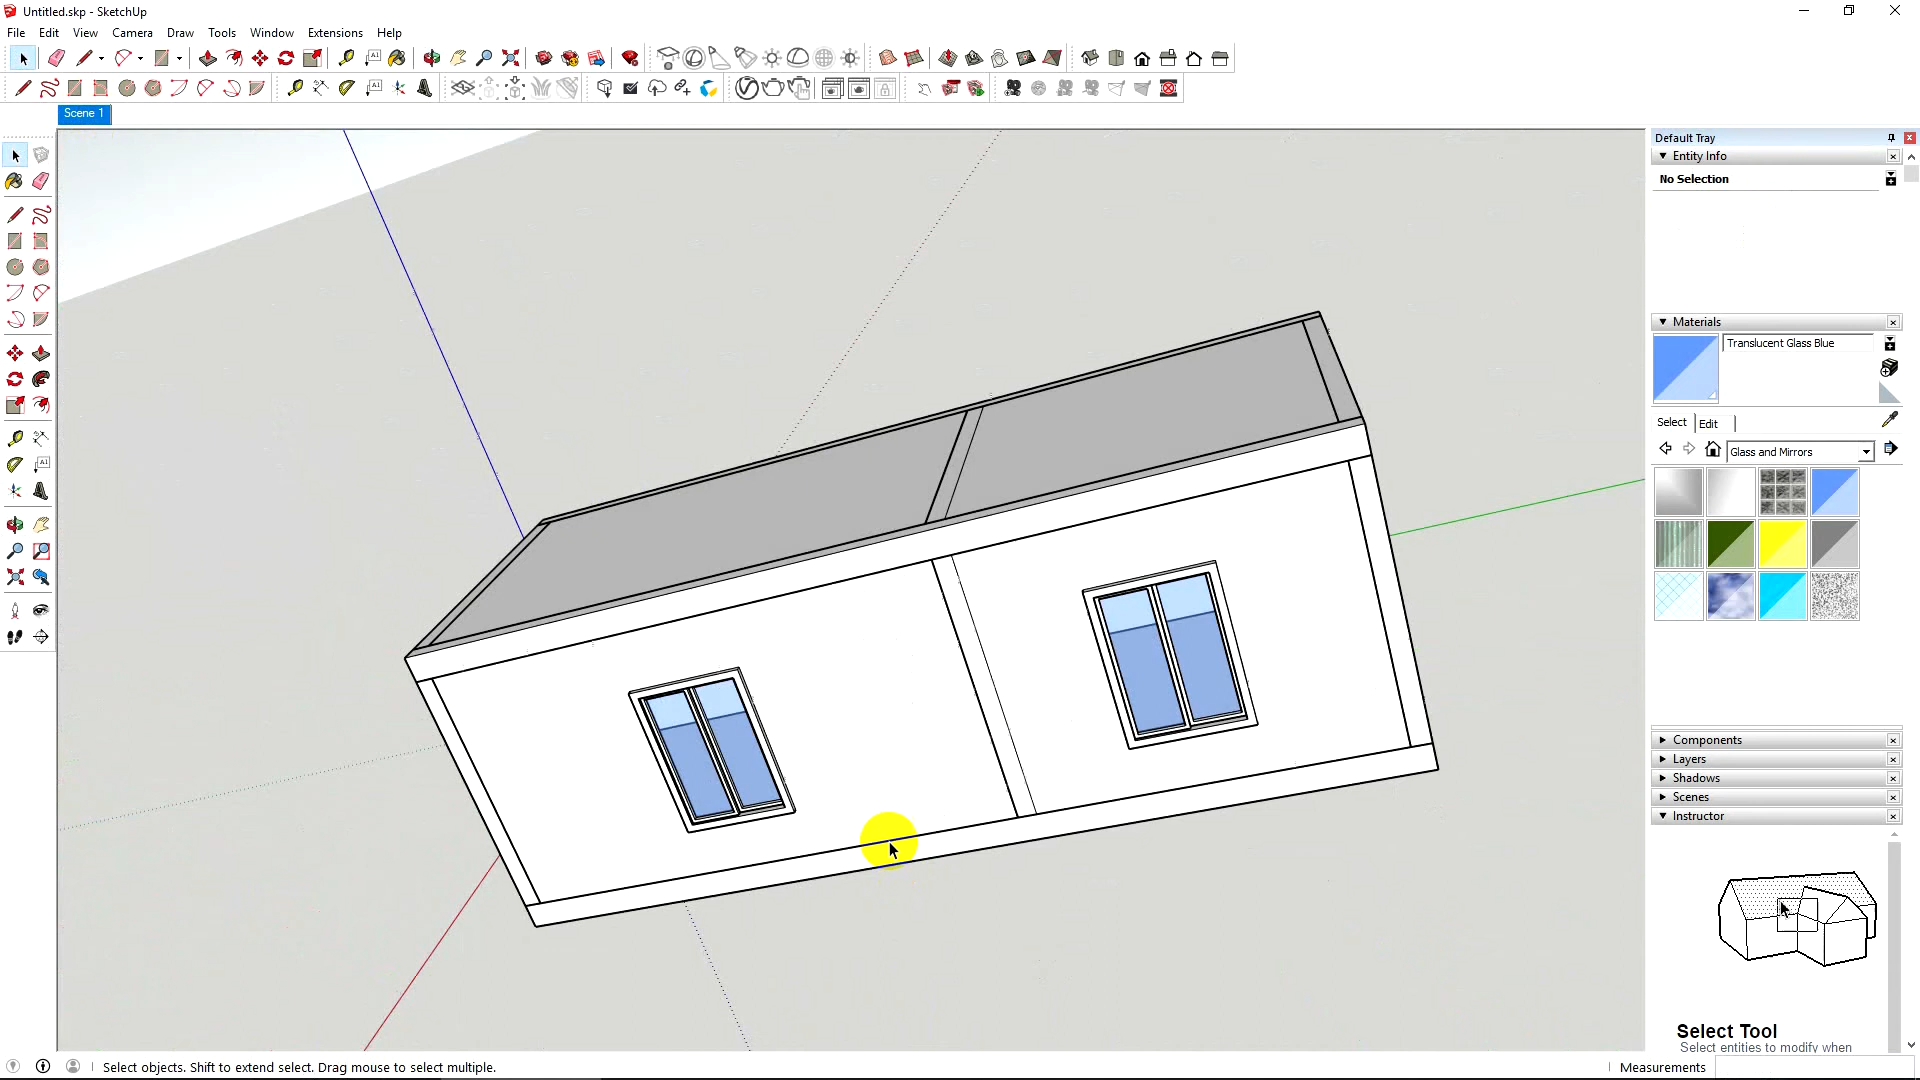 Untitled.skp - SketchUp
File Edit View Camera Draw Tools Window Extensions Help
Scene 1
Default Tray
Entity Info
No Selection
Materials
Translucent Glass Blue
Select Edit
Glass and Mirrors
Components
Layers
Shadows
Scenes
Instructor
Select Tool
Select entities to modify when
Select objects. Shift to extend select. Drag mouse to select multiple.
Measurements